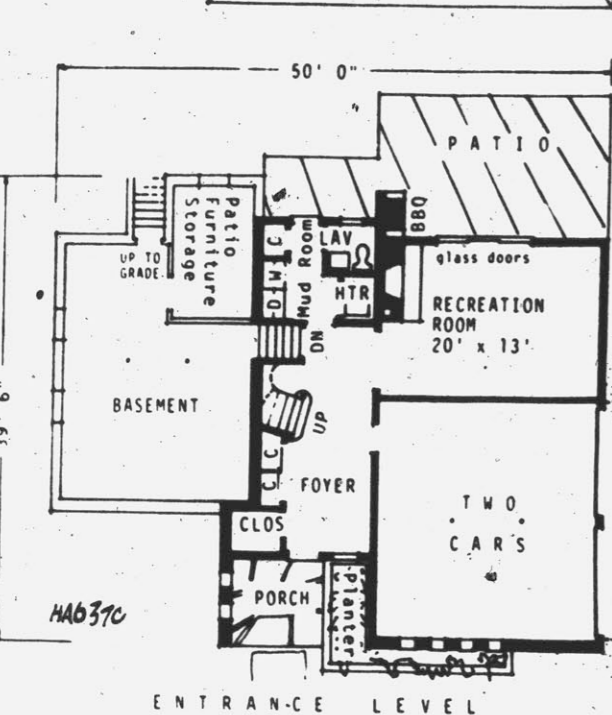 50' 0"
PATIO
BBQ
Patio
Furniture
Storage
UP TO
GRADE
C
W
D
Mud Room
LAV
HTR
glass doors
RECREATION
ROOM
20' x 13'
DN
BASEMENT
UP
C
C
FOYER
CLOS
TWO
CARS
PORCH
Planter
HA637C
ENTRANCE LEVEL